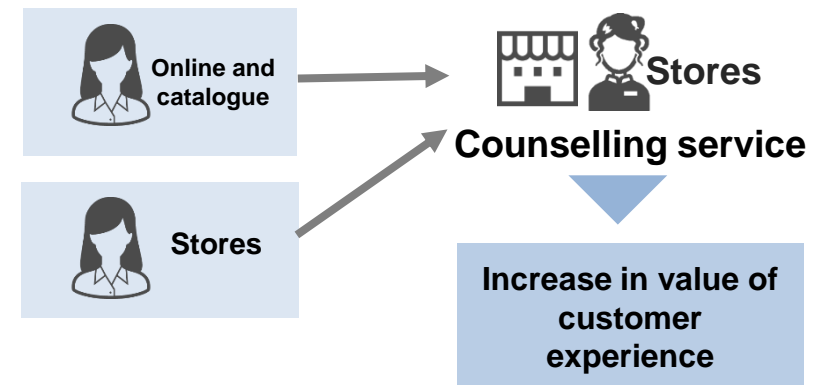 Online and
catalogue
Stores
Counselling service
Stores
Increase in value of
customer
experience